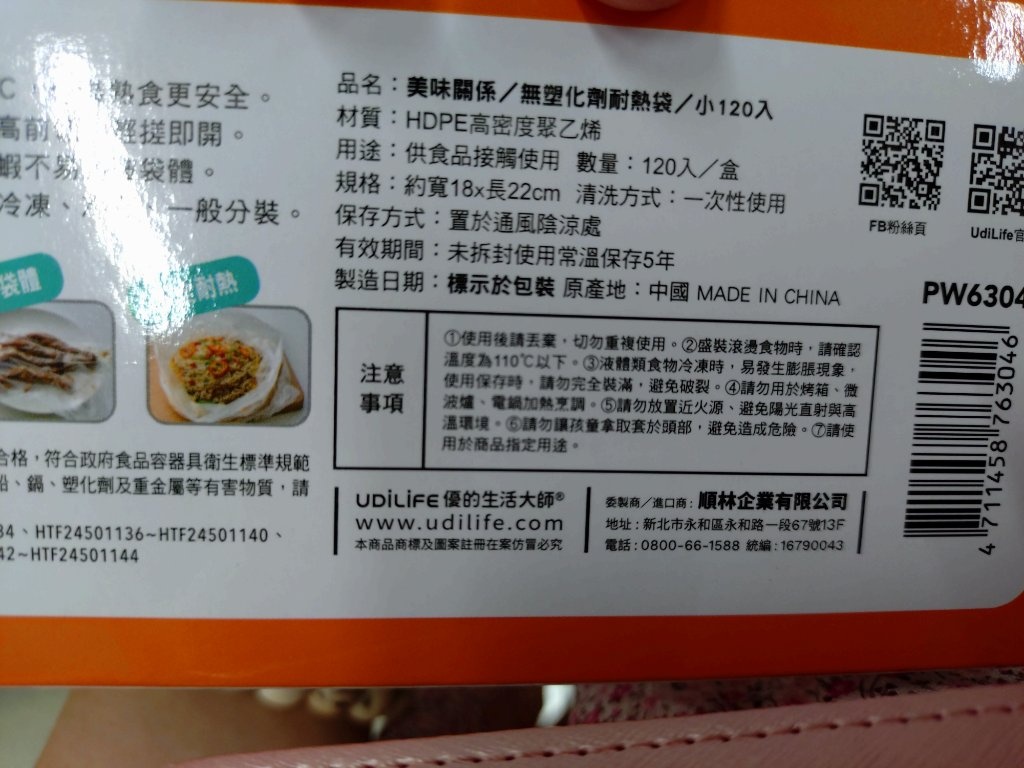 熱食更安全。
搓即開。
蝦不易 袋體。
冷凍、 一般分裝。
袋體
耐熱
合格，符合政府食品容器具衛生標準規範
鉛、鎘、塑化劑及重金屬等有害物質，請
34、HTF24501136~HTF24501140、
42~HTF24501144
品名：美味關係／無塑化劑耐熱袋／小120入
材質：HDPE高密度聚乙烯
用途：供食品接觸使用 數量：120入／盒
規格：約寬18x長22cm 清洗方式：一次性使用
保存方式：置於通風陰涼處
有效期間：未拆封使用常溫保存5年
製造日期：標示於包裝 原產地：中國 MADE IN CHINA
注意
事項
①使用後請丟棄，切勿重複使用。②盛裝滾燙食物時，請確認
溫度為110℃以下。③液體類食物冷凍時，易發生膨脹現象，
使用保存時，請勿完全裝滿，避免破裂。④請勿用於烤箱、微
波爐、電鍋加熱烹調。⑤請勿放置近火源、避免陽光直射與高
溫環境。⑥請勿讓孩童拿取套於頭部，避免造成危險。⑦請使
用於商品指定用途。
UDiLiFE 優的生活大師®
www.udilife.com
本商品商標及圖案註冊在案仿冒必究
委製商／進口商：順林企業有限公司
地址：新北市永和區永和路一段67號13F
電話：0800-66-1588 統編：16790043
FB粉絲頁
UdiLife官
PW6304
4 711458 763046